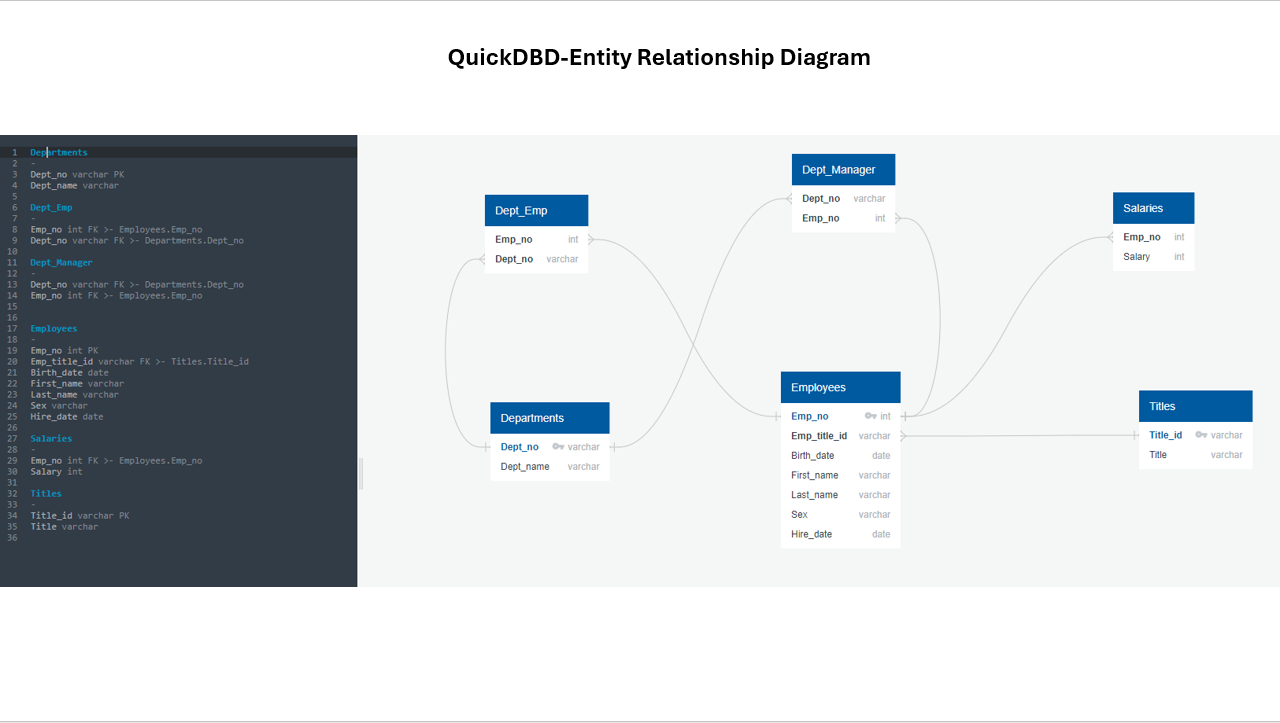 QuickDBD-Entity Relationship Diagram
1 Departments
2 -
3 Dept_no varchar PK
4 Dept_name varchar
5
6 Dept_Emp
7 -
8 Emp_no int FK >- Employees.Emp_no
9 Dept_no varchar FK >- Departments.Dept_no
10
11 Dept_Manager
12 -
13 Dept_no varchar FK >- Departments.Dept_no
14 Emp_no int FK >- Employees.Emp_no
15
16
17 Employees
18 -
19 Emp_no int PK
20 Emp_title_id varchar FK >- Titles.Title_id
21 Birth_date date
22 First_name varchar
23 Last_name varchar
24 Sex varchar
25 Hire_date date
26
27 Salaries
28 -
29 Emp_no int FK >- Employees.Emp_no
30 Salary int
31
32 Titles
33 -
34 Title_id varchar PK
35 Title varchar
36
Dept_Emp
Emp_no int
Dept_no varchar
Dept_Manager
Dept_no varchar
Emp_no int
Salaries
Emp_no int
Salary int
Departments
Dept_no varchar
Dept_name varchar
Employees
Emp_no int
Emp_title_id varchar
Birth_date date
First_name varchar
Last_name varchar
Sex varchar
Hire_date date
Titles
Title_id varchar
Title varchar